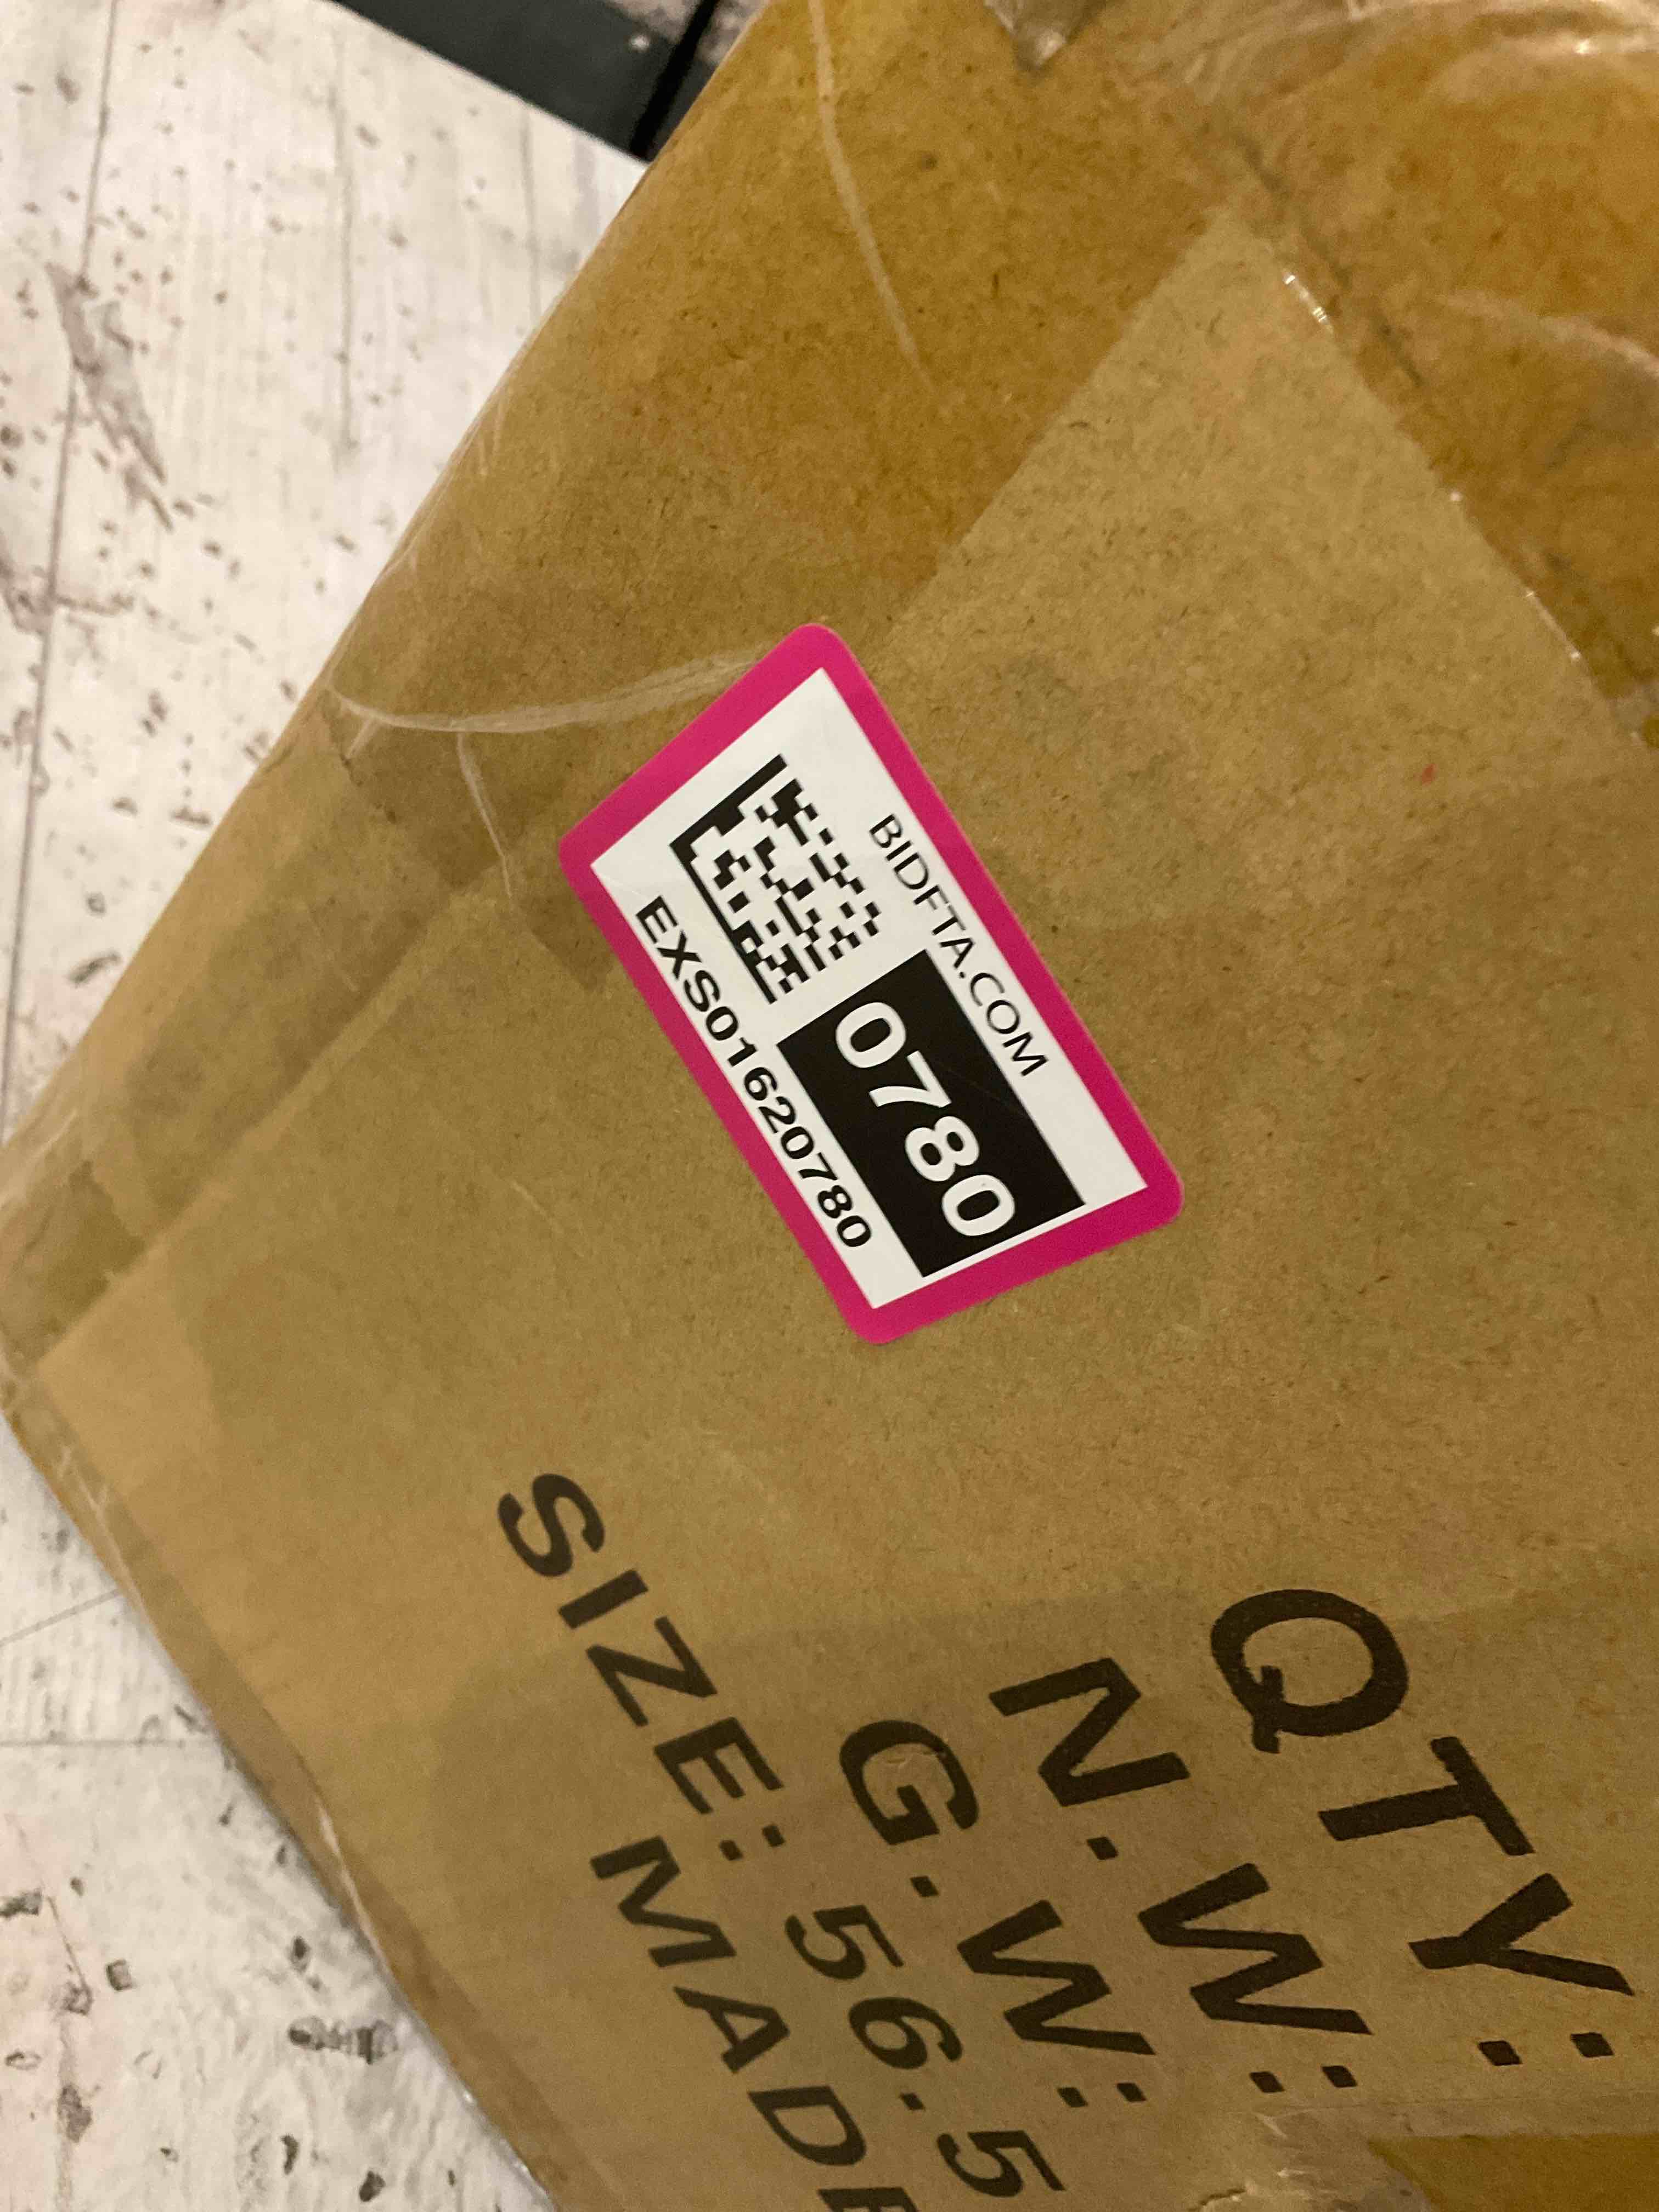 BIDFTA.COM
0780
EXS01620780
QTY:
N.W:
G.W:
SIZE: 56.5
MADE